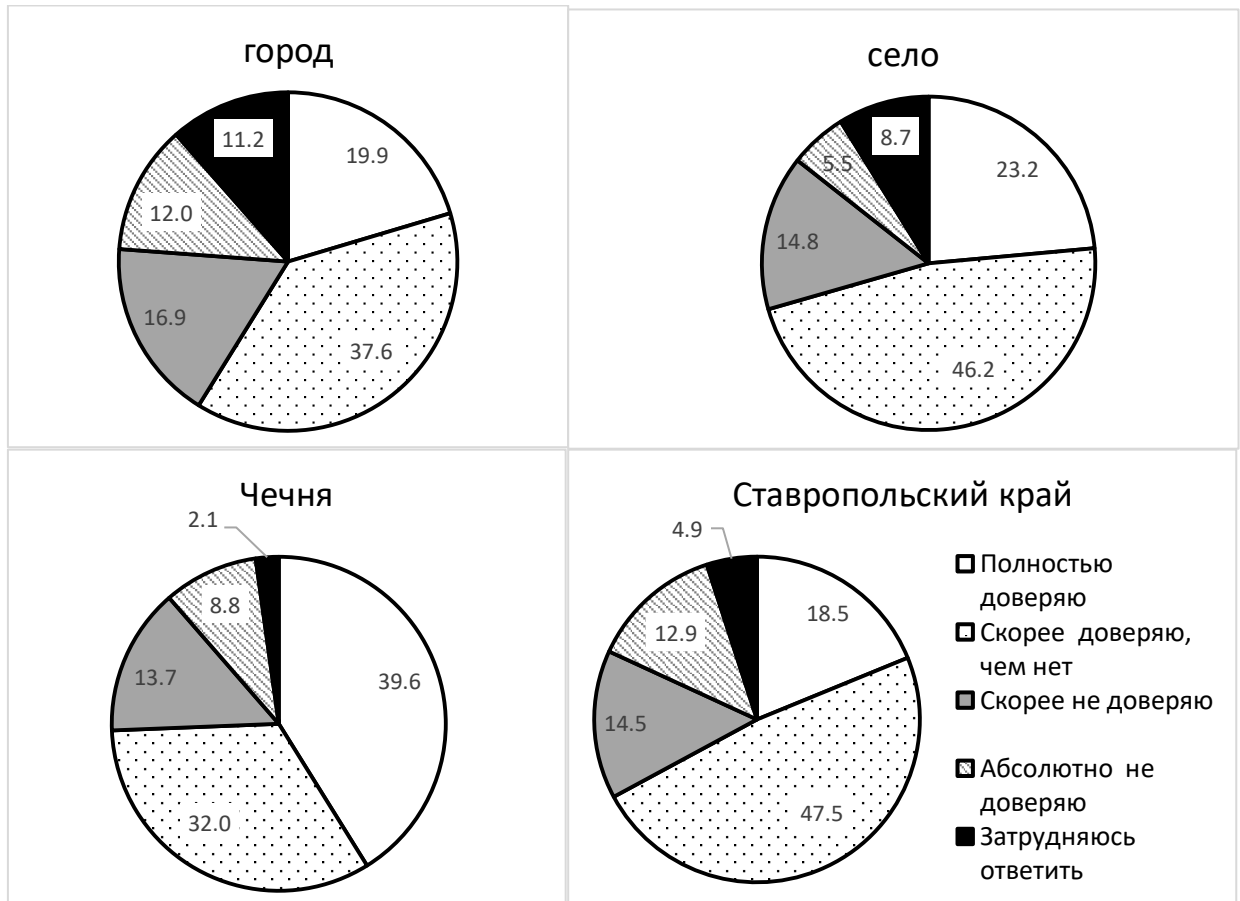 город
19.9
37.6
16.9
12.0
11.2
село
23.2
46.2
14.8
5.5
8.7
Чечня
39.6
32.0
13.7
8.8
2.1
Ставропольский край
18.5
47.5
14.5
12.9
4.9
Полностью
доверяю
Скорее доверяю,
чем нет
Скорее не доверяю
Абсолютно не
доверяю
Затрудняюсь
ответить